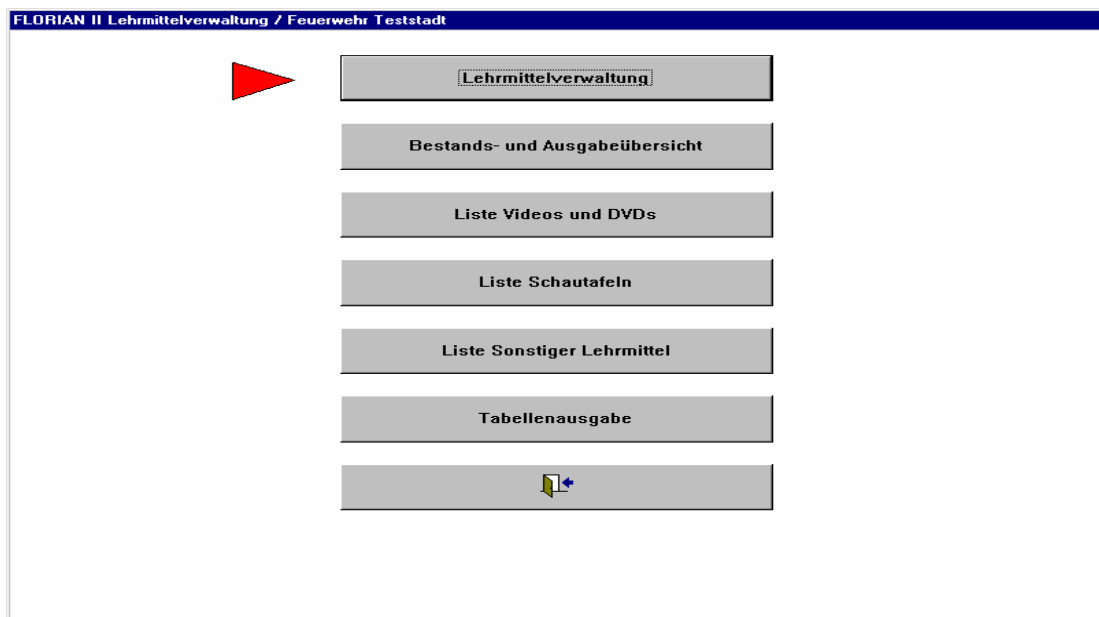 FLORIAN II Lehrmittelverwaltung / Feuerwehr Teststadt
Lehrmittelverwaltung
Bestands- und Ausgabeübersicht
Liste Videos und DVDs
Liste Schautafeln
Liste Sonstiger Lehrmittel
Tabellenausgabe